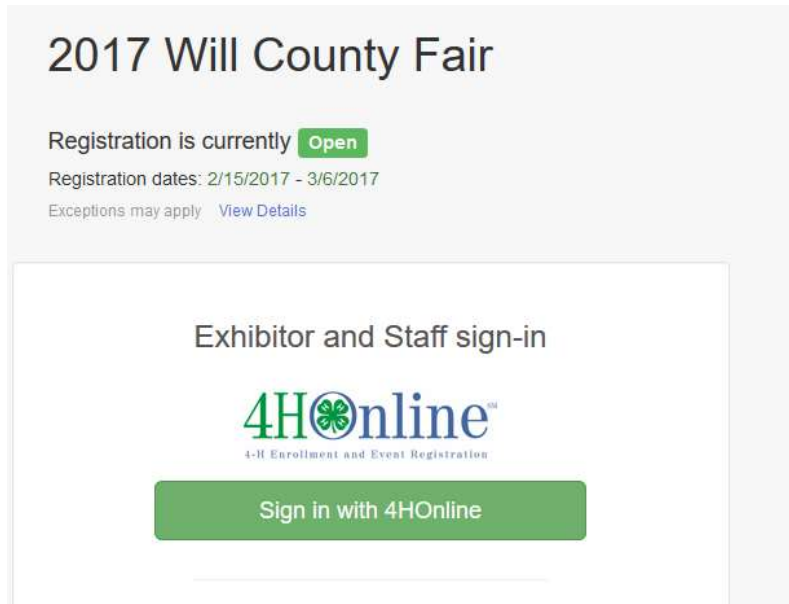 2017 Will County Fair
Registration is currently Open
Registration dates: 2/15/2017 - 3/6/2017
Exceptions may apply View Details
Exhibitor and Staff sign-in
4HOnline℠
4-H Enrollment and Event Registration
Sign in with 4HOnline